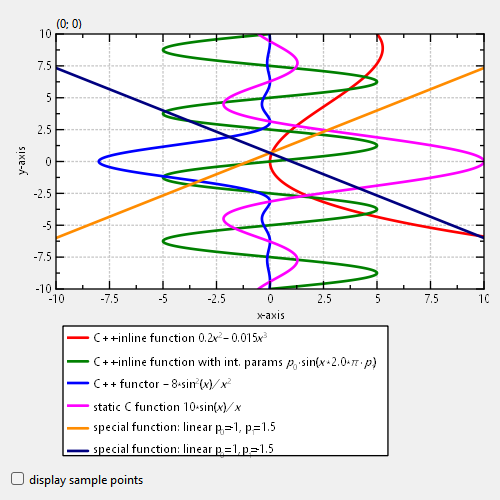 (0; 0)
10
7.5
5
2.5
0
-2.5
-5
-7.5
-10
y-axis
-10 -7.5 -5 -2.5 0 2.5 5 7.5 10
x-axis
C++inline function 0.2x²−0.015x³
C++inline function with int. params p₀·sin(x*2.0*π·p₁)
C++ functor −8*sin²(x)/x²
static C function 10*sin(x)/x
special function: linear p₀=-1, p₁=1.5
special function: linear p₀=1, p₁=-1.5
display sample points